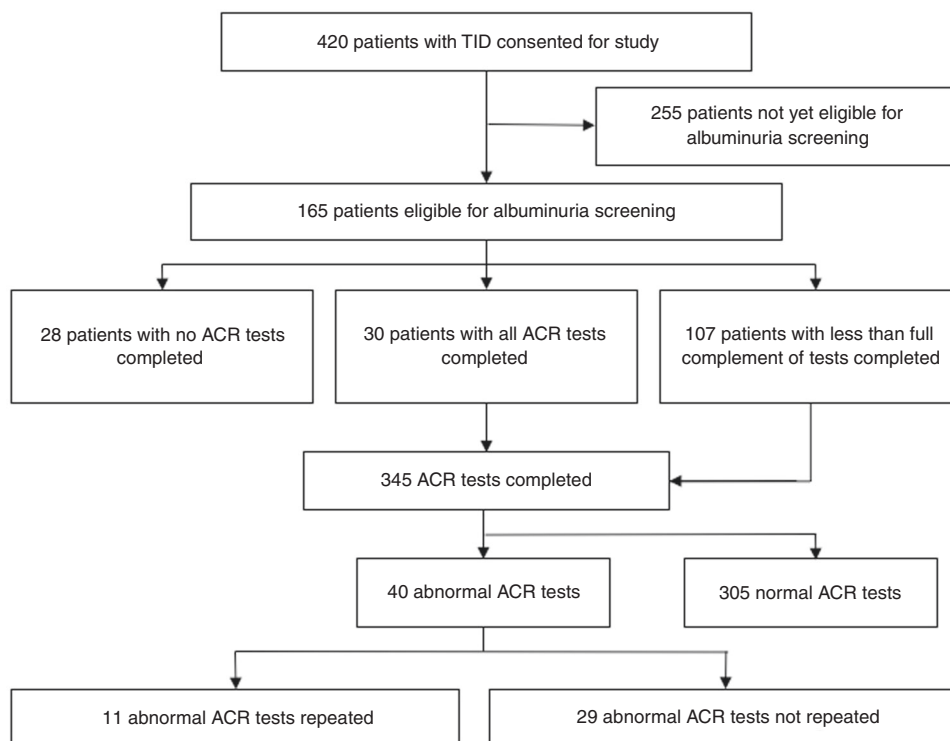 420 patients with TID consented for study
255 patients not yet eligible for
albuminuria screening
165 patients eligible for albuminuria screening
28 patients with no ACR tests
completed
30 patients with all ACR tests
completed
107 patients with less than full
complement of tests completed
345 ACR tests completed
40 abnormal ACR tests
305 normal ACR tests
11 abnormal ACR tests repeated
29 abnormal ACR tests not repeated